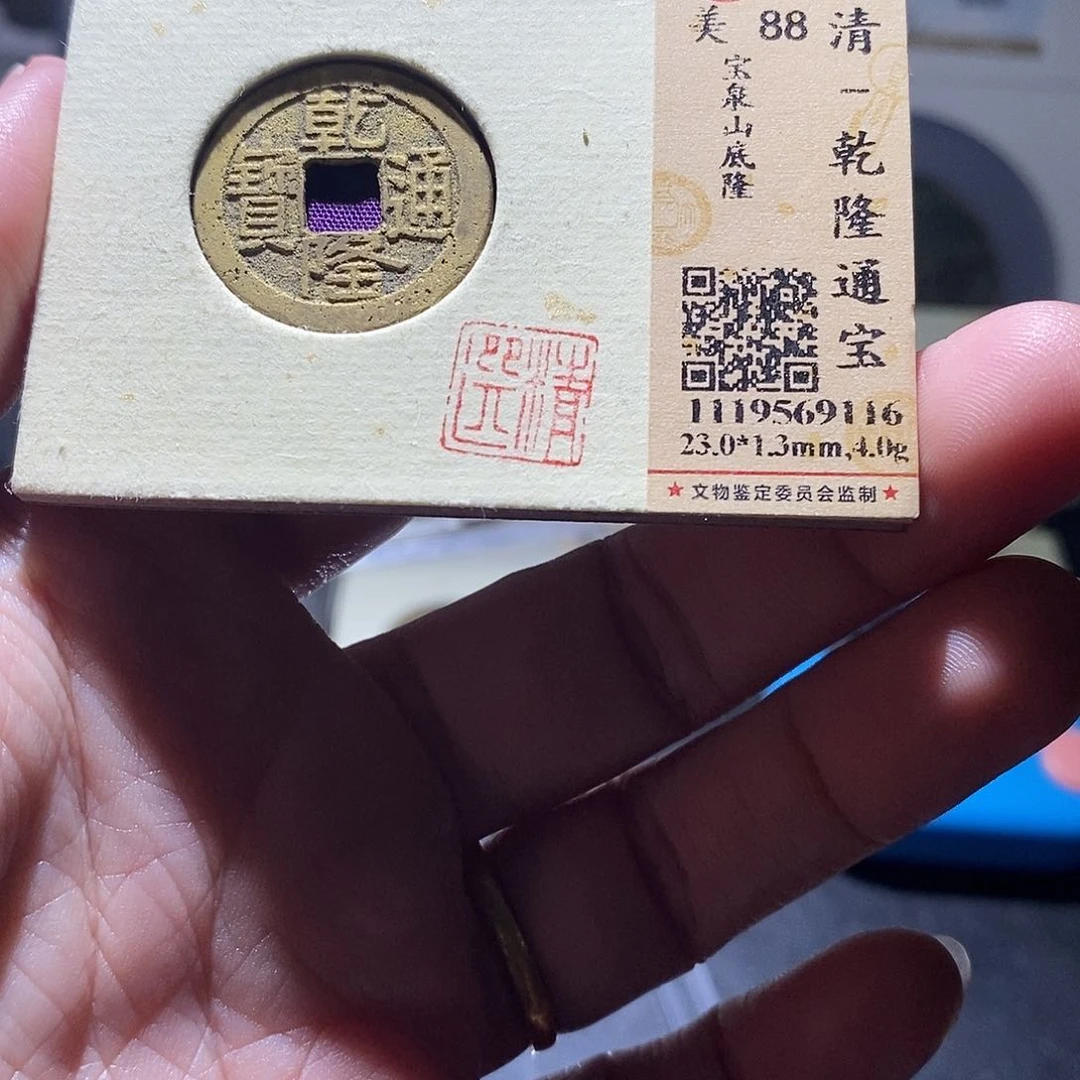 乾隆通寳
美 88
清－乾隆通宝
宝泉山底隆
1119569116
23.0*1.3mm,4.0g
★文物鉴定委员会监制★